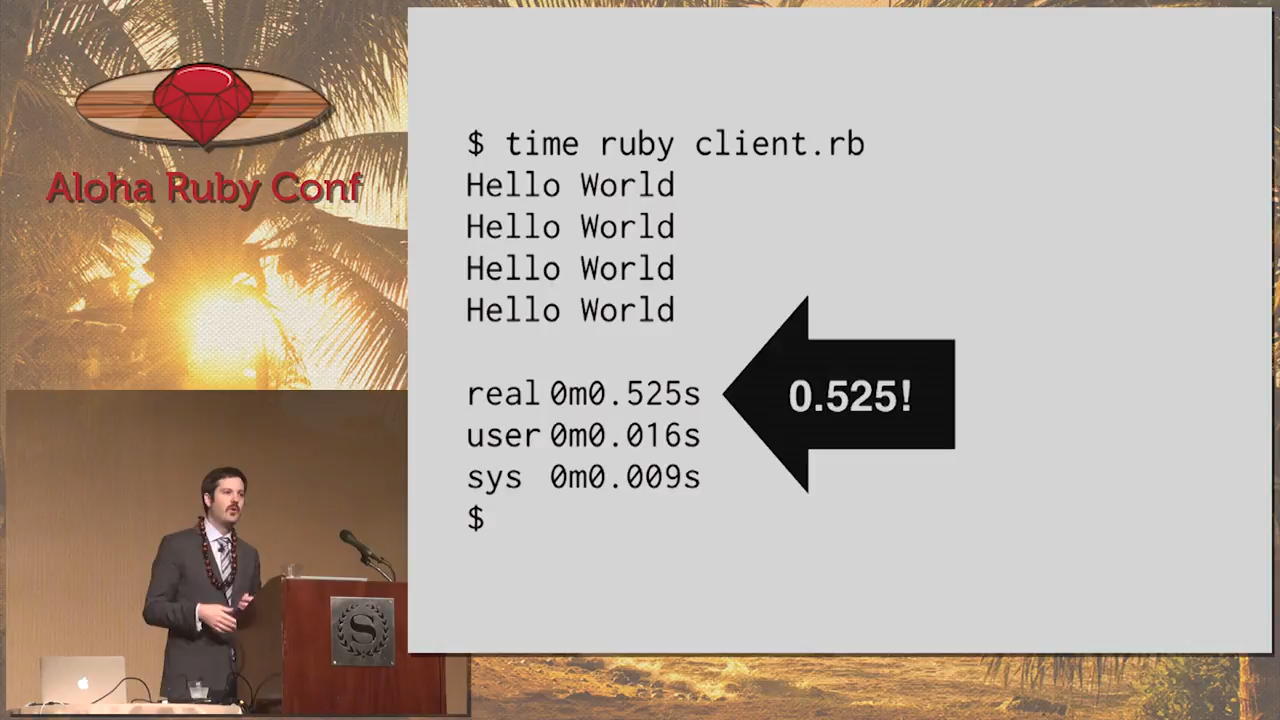 Aloha Ruby Conf
$ time ruby client.rb
Hello World
Hello World
Hello World
Hello World
real 0m0.525s
user 0m0.016s
sys 0m0.009s
$
0.525!
S